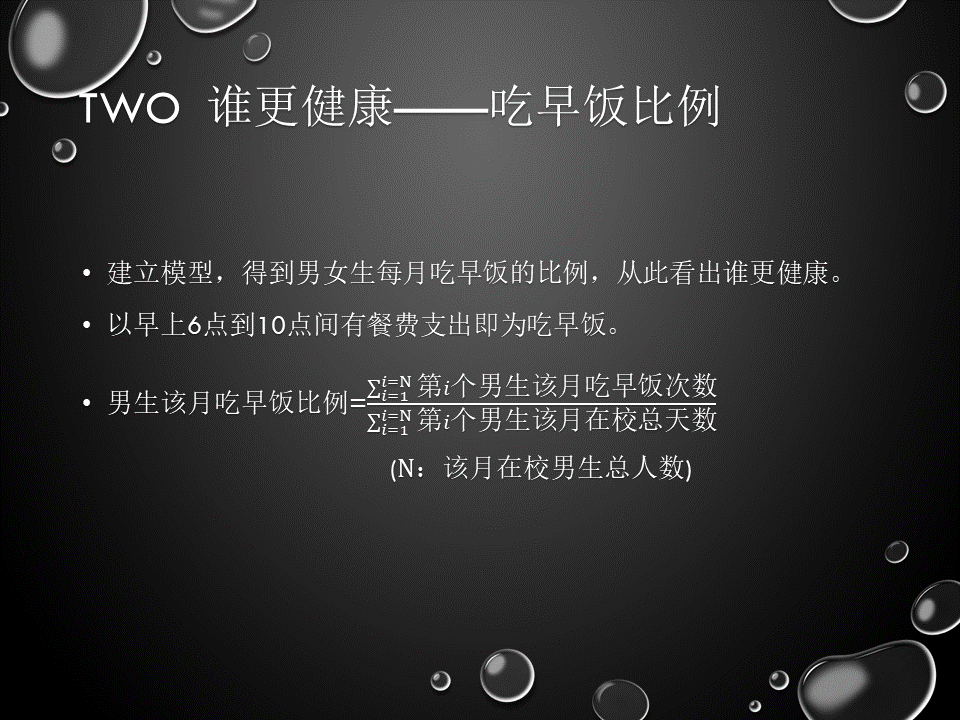 TWO 谁更健康——吃早饭比例
• 建立模型，得到男女生每月吃早饭的比例，从此看出谁更健康。
• 以早上6点到10点间有餐费支出即为吃早饭。
• 男生该月吃早饭比例=\frac{\sum_{i=1}^{i=N} 第i个男生该月吃早饭次数}{\sum_{i=1}^{i=N} 第i个男生该月在校总天数}
(N：该月在校男生总人数)